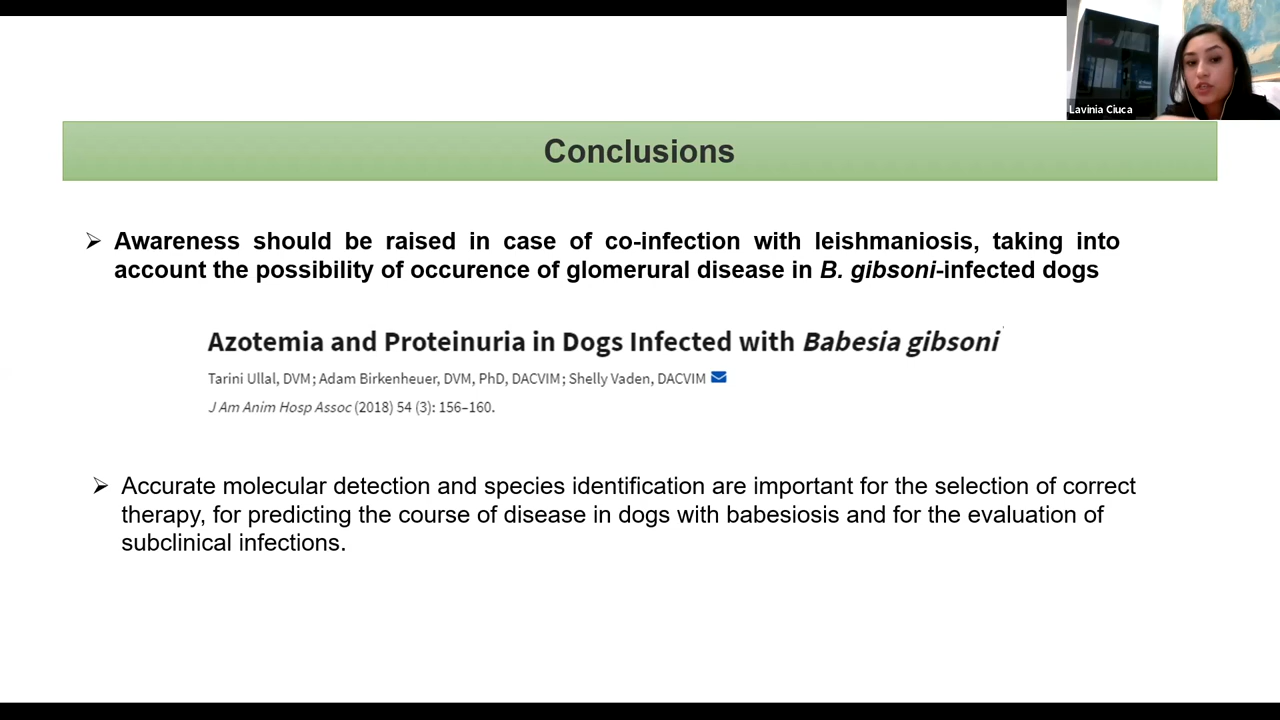 Lavinia Ciuca
Conclusions
➢ Awareness should be raised in case of co-infection with leishmaniosis, taking into
account the possibility of occurence of glomerural disease in B. gibsoni-infected dogs
Azotemia and Proteinuria in Dogs Infected with Babesia gibsoni
Tarini Ullal, DVM; Adam Birkenheuer, DVM, PhD, DACVIM; Shelly Vaden, DACVIM
J Am Anim Hosp Assoc (2018) 54 (3): 156–160.
➢ Accurate molecular detection and species identification are important for the selection of correct
therapy, for predicting the course of disease in dogs with babesiosis and for the evaluation of
subclinical infections.